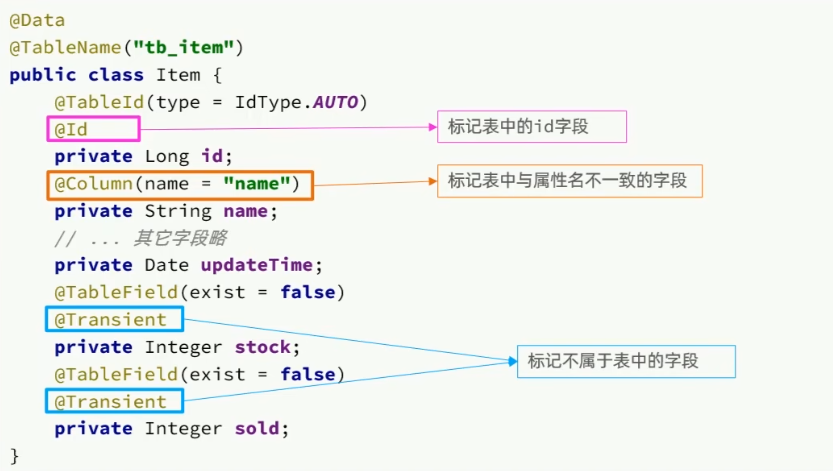 @Data
@TableName("tb_item")
public class Item {
@TableId(type = IdType.AUTO)
@Id
标记表中的id字段
private Long id;
@Column(name = "name")
标记表中与属性名不一致的字段
private String name;
// ... 其它字段略
private Date updateTime;
@TableField(exist = false)
@Transient
private Integer stock;
标记不属于表中的字段
@TableField(exist = false)
@Transient
private Integer sold;
}